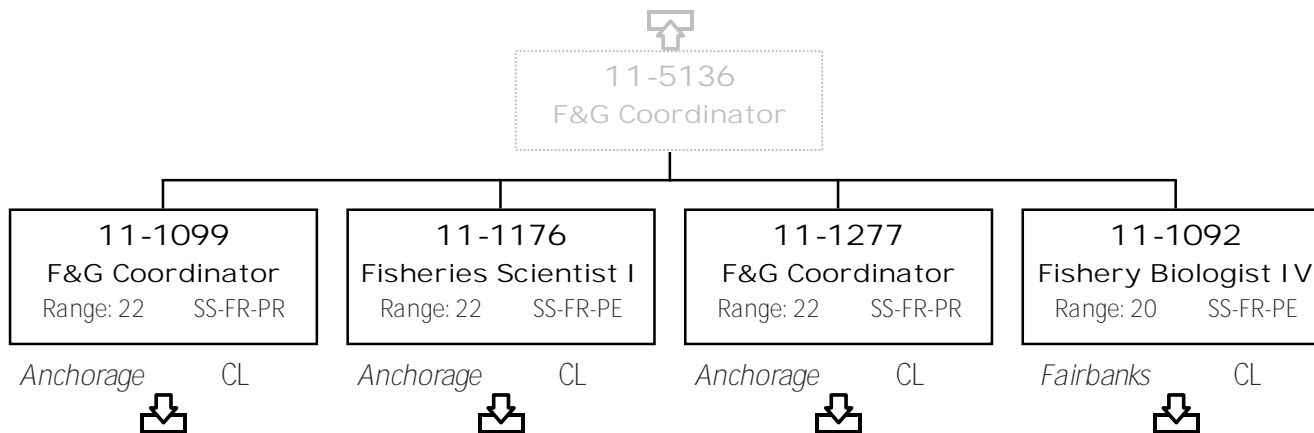 11-5136
F&G Coordinator
11-1099
F&G Coordinator
Range: 22 SS-FR-PR
Anchorage CL
11-1176
Fisheries Scientist I
Range: 22 SS-FR-PE
Anchorage CL
11-1277
F&G Coordinator
Range: 22 SS-FR-PR
Anchorage CL
11-1092
Fishery Biologist IV
Range: 20 SS-FR-PE
Fairbanks CL